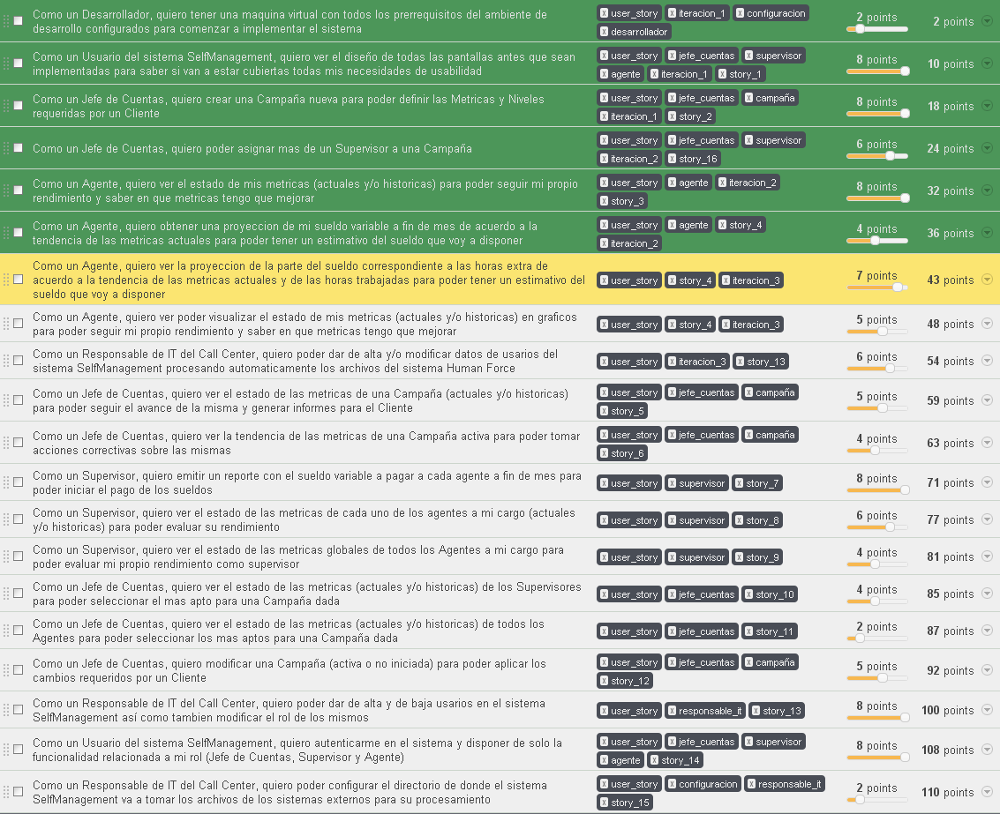 Como un Desarrollador, quiero tener una maquina virtual con todos los prerrequisitos del ambiente de
desarrollo configurados para comenzar a implementar el sistema
x user_story x iteracion_1 x configuracion
x desarrollador
2 points
2 points
Como un Usuario del sistema SelfManagement, quiero ver el diseño de todas las pantallas antes que sean
implementadas para saber si van a estar cubiertas todas mis necesidades de usabilidad
x user_story x jefe_cuentas x supervisor
x agente x iteracion_1 x story_1
8 points
10 points
Como un Jefe de Cuentas, quiero crear una Campaña nueva para poder definir las Metricas y Niveles
requeridas por un Cliente
x user_story x jefe_cuentas x campaña
x iteracion_1 x story_2
8 points
18 points
Como un Jefe de Cuentas, quiero poder asignar mas de un Supervisor a una Campaña
x user_story x jefe_cuentas x supervisor
x iteracion_2 x story_16
6 points
24 points
Como un Agente, quiero ver el estado de mis metricas (actuales y/o historicas) para poder seguir mi propio
rendimiento y saber en que metricas tengo que mejorar
x user_story x agente x iteracion_2
x story_3
8 points
32 points
Como un Agente, quiero obtener una proyeccion de mi sueldo variable a fin de mes de acuerdo a la
tendencia de las metricas actuales para poder tener un estimativo del sueldo que voy a disponer
x user_story x agente x story_4
x iteracion_2
4 points
36 points
Como un Agente, quiero ver la proyeccion de la parte del sueldo correspondiente a las horas extra de
acuerdo a la tendencia de las metricas actuales y de las horas trabajadas para poder tener un estimativo del
sueldo que voy a disponer
x user_story x story_4 x iteracion_3
7 points
43 points
Como un Agente, quiero ver poder visualizar el estado de mis metricas (actuales y/o historicas) en graficos
para poder seguir mi propio rendimiento y saber en que metricas tengo que mejorar
x user_story x story_4 x iteracion_3
5 points
48 points
Como un Responsable de IT del Call Center, quiero poder dar de alta y/o modificar datos de usarios del
sistema SelfManagement procesando automaticamente los archivos del sistema Human Force
x user_story x iteracion_3 x story_13
6 points
54 points
Como un Jefe de Cuentas, quiero ver el estado de las metricas de una Campaña (actuales y/o historicas)
para poder seguir el avance de la misma y generar informes para el Cliente
x user_story x jefe_cuentas x campaña
x story_5
5 points
59 points
Como un Jefe de Cuentas, quiero ver la tendencia de las metricas de una Campaña activa para poder tomar
acciones correctivas sobre las mismas
x user_story x jefe_cuentas x campaña
x story_6
4 points
63 points
Como un Supervisor, quiero emitir un reporte con el sueldo variable a pagar a cada agente a fin de mes para
poder iniciar el pago de los sueldos
x user_story x supervisor x story_7
8 points
71 points
Como un Supervisor, quiero ver el estado de las metricas de cada uno de los agentes a mi cargo (actuales
y/o historicas) para poder evaluar su rendimiento
x user_story x supervisor x story_8
6 points
77 points
Como un Supervisor, quiero ver el estado de las metricas globales de todos los Agentes a mi cargo para
poder evaluar mi propio rendimiento como supervisor
x user_story x supervisor x story_9
4 points
81 points
Como un Jefe de Cuentas, quiero ver el estado de las metricas (actuales y/o historicas) de los Supervisores
para poder seleccionar el mas apto para una Campaña dada
x user_story x jefe_cuentas x story_10
4 points
85 points
Como un Jefe de Cuentas, quiero ver el estado de las metricas (actuales y/o historicas) de todos los
Agentes para poder seleccionar los mas aptos para una Campaña dada
x user_story x jefe_cuentas x story_11
2 points
87 points
Como un Jefe de Cuentas, quiero modificar una Campaña (activa o no iniciada) para poder aplicar los
cambios requeridos por un Cliente
x user_story x jefe_cuentas x campaña
x story_12
5 points
92 points
Como un Responsable de IT del Call Center, quiero poder dar de alta y de baja usarios en el sistema
SelfManagement así como tambien modificar el rol de los mismos
x user_story x responsable_it x story_13
8 points
100 points
Como un Usuario del sistema SelfManagement, quiero autenticarme en el sistema y disponer de solo la
funcionalidad relacionada a mi rol (Jefe de Cuentas, Supervisor y Agente)
x user_story x jefe_cuentas x supervisor
x agente x story_14
8 points
108 points
Como un Responsable de IT del Call Center, quiero poder configurar el directorio de donde el sistema
SelfManagement va a tomar los archivos de los sistemas externos para su procesamiento
x user_story x configuracion x responsable_it
x story_15
2 points
110 points